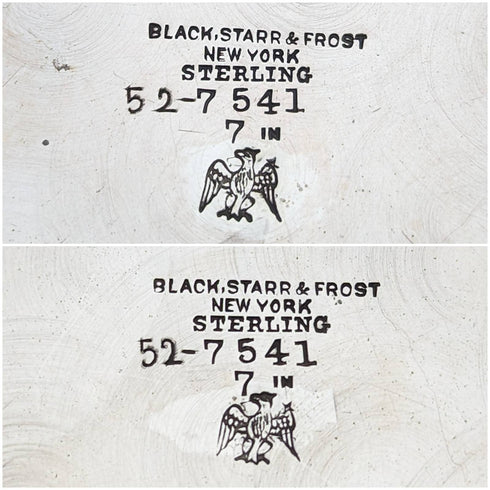 BLACK, STARR & FROST
NEW YORK
STERLING
52-7541
7 IN
BLACK, STARR & FROST
NEW YORK
STERLING
52-7541
7 IN